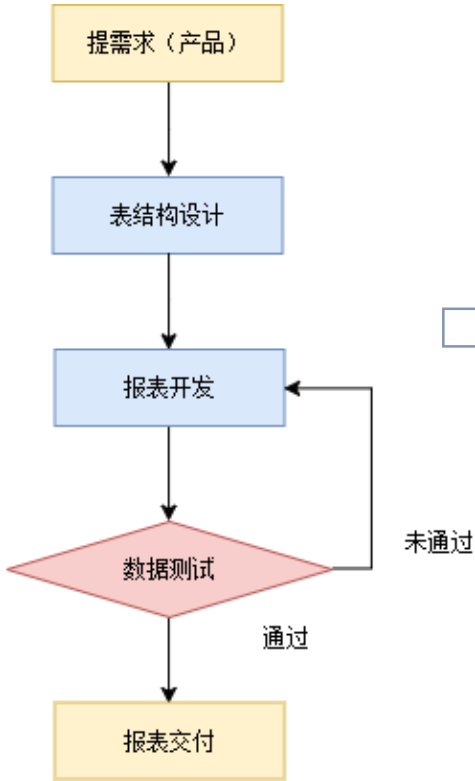 提需求（产品）
表结构设计
报表开发
数据测试
未通过
通过
报表交付